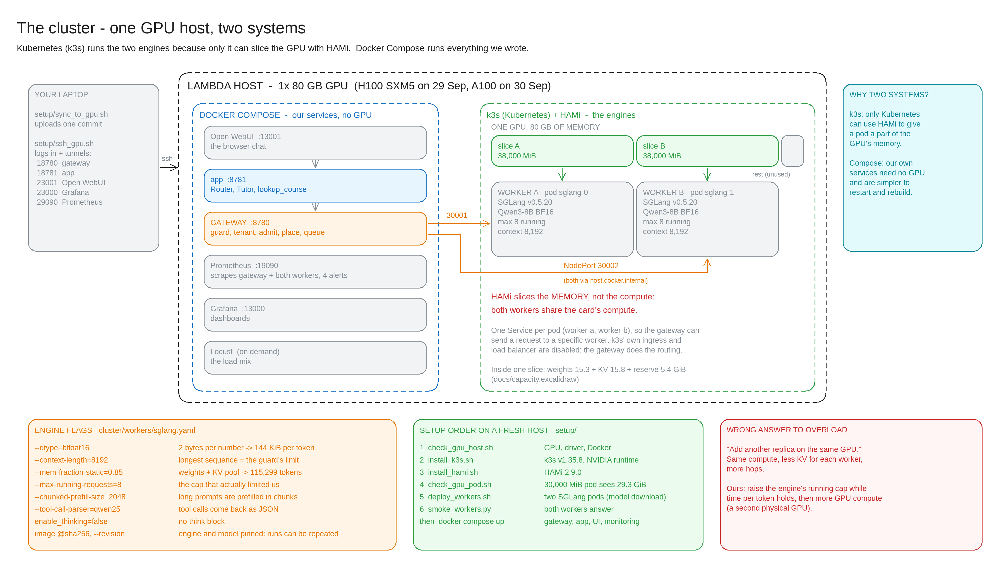 The cluster - one GPU host, two systems
Kubernetes (k3s) runs the two engines because only it can slice the GPU with HAMi.  Docker Compose runs everything we wrote.
YOUR LAPTOP
setup/sync_to_gpu.sh
uploads one commit
setup/ssh_gpu.sh
logs in + tunnels:
18780  gateway
18781  app
23001  Open WebUI
23000  Grafana
29090  Prometheus
ssh
LAMBDA HOST  -  1x 80 GB GPU  (H100 SXM5 on 29 Sep, A100 on 30 Sep)
DOCKER COMPOSE  -  our services, no GPU
Open WebUI  :13001
the browser chat
app  :8781
Router, Tutor, lookup_course
GATEWAY  :8780
guard, tenant, admit, place, queue
Prometheus  :19090
scrapes gateway + both workers, 4 alerts
Grafana  :13000
dashboards
Locust  (on demand)
the load mix
30001
k3s (Kubernetes) + HAMi  -  the engines
ONE GPU, 80 GB OF MEMORY
slice A
38,000 MiB
slice B
38,000 MiB
rest (unused)
WORKER A   pod sglang-0
SGLang v0.5.20
Qwen3-8B BF16
max 8 running
context 8,192
WORKER B   pod sglang-1
SGLang v0.5.20
Qwen3-8B BF16
max 8 running
context 8,192
NodePort 30002
(both via host.docker.internal)
HAMi slices the MEMORY, not the compute:
both workers share the card's compute.
One Service per pod (worker-a, worker-b), so the gateway can
send a request to a specific worker. k3s' own ingress and
load balancer are disabled: the gateway does the routing.
Inside one slice: weights 15.3 + KV 15.8 + reserve 5.4 GiB
(docs/capacity.excalidraw)
WHY TWO SYSTEMS?
k3s: only Kubernetes
can use HAMi to give
a pod a part of the
GPU's memory.
Compose: our own
services need no GPU
and are simpler to
restart and rebuild.
ENGINE FLAGS   cluster/workers/sglang.yaml
--dtype=bfloat16   2 bytes per number -> 144 KiB per token
--context-length=8192   longest sequence = the guard's limit
--mem-fraction-static=0.85   weights + KV pool -> 115,299 tokens
--max-running-requests=8   the cap that actually limited us
--chunked-prefill-size=2048   long prompts are prefilled in chunks
--tool-call-parser=qwen25   tool calls come back as JSON
enable_thinking=false   no think block
image @sha256, --revision   engine and model pinned: runs can be repeated
SETUP ORDER ON A FRESH HOST   setup/
1  check_gpu_host.sh   GPU, driver, Docker
2  install_k3s.sh   k3s v1.35.8, NVIDIA runtime
3  install_hami.sh   HAMi 2.9.0
4  check_gpu_pod.sh   30,000 MiB pod sees 29.3 GiB
5  deploy_workers.sh   two SGLang pods (model download)
6  smoke_workers.py   both workers answer
then  docker compose up   gateway, app, UI, monitoring
WRONG ANSWER TO OVERLOAD
"Add another replica on the same GPU."
Same compute, less KV for each worker,
more hops.
Ours: raise the engine's running cap while
time per token holds, then more GPU compute
(a second physical GPU).